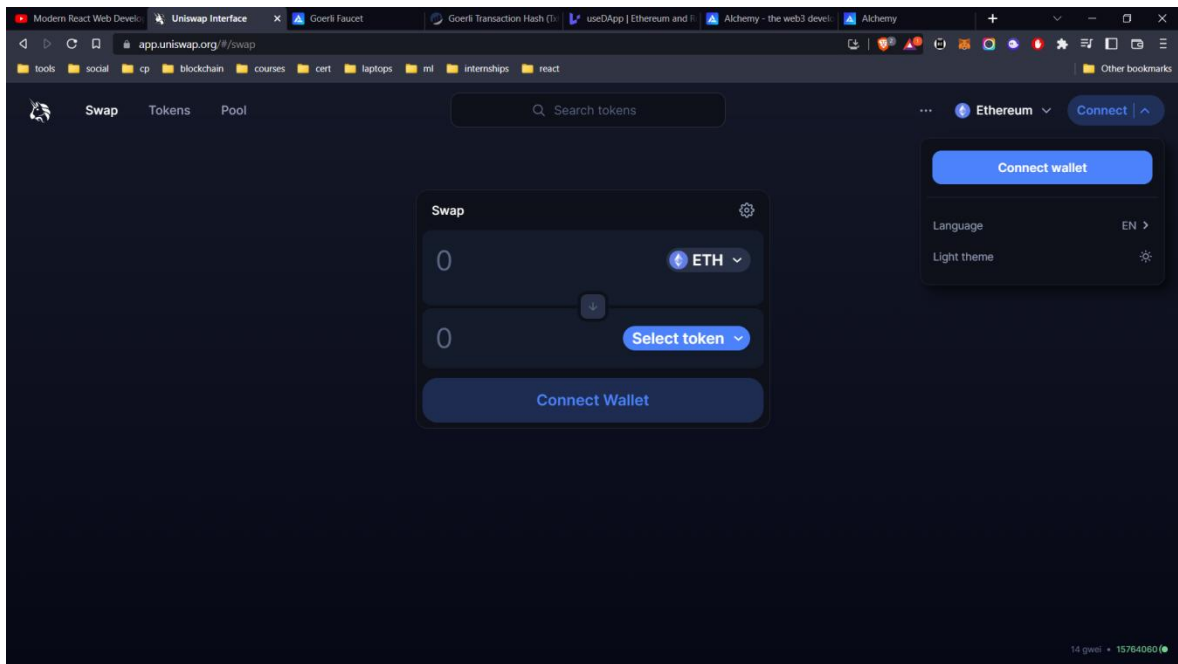 Modern React Web Develo
Uniswap Interface
Goerli Faucet
Goerli Transaction Hash (Tx
useDApp | Ethereum and R
Alchemy - the web3 develo
Alchemy
app.uniswap.org/#/swap
tools social cp blockchain courses cert laptops ml internships react Other bookmarks
Swap Tokens Pool Search tokens ... Ethereum Connect
Connect wallet
Language EN
Light theme
Swap
0 ETH
0 Select token
Connect Wallet
14 gwei • 15764060